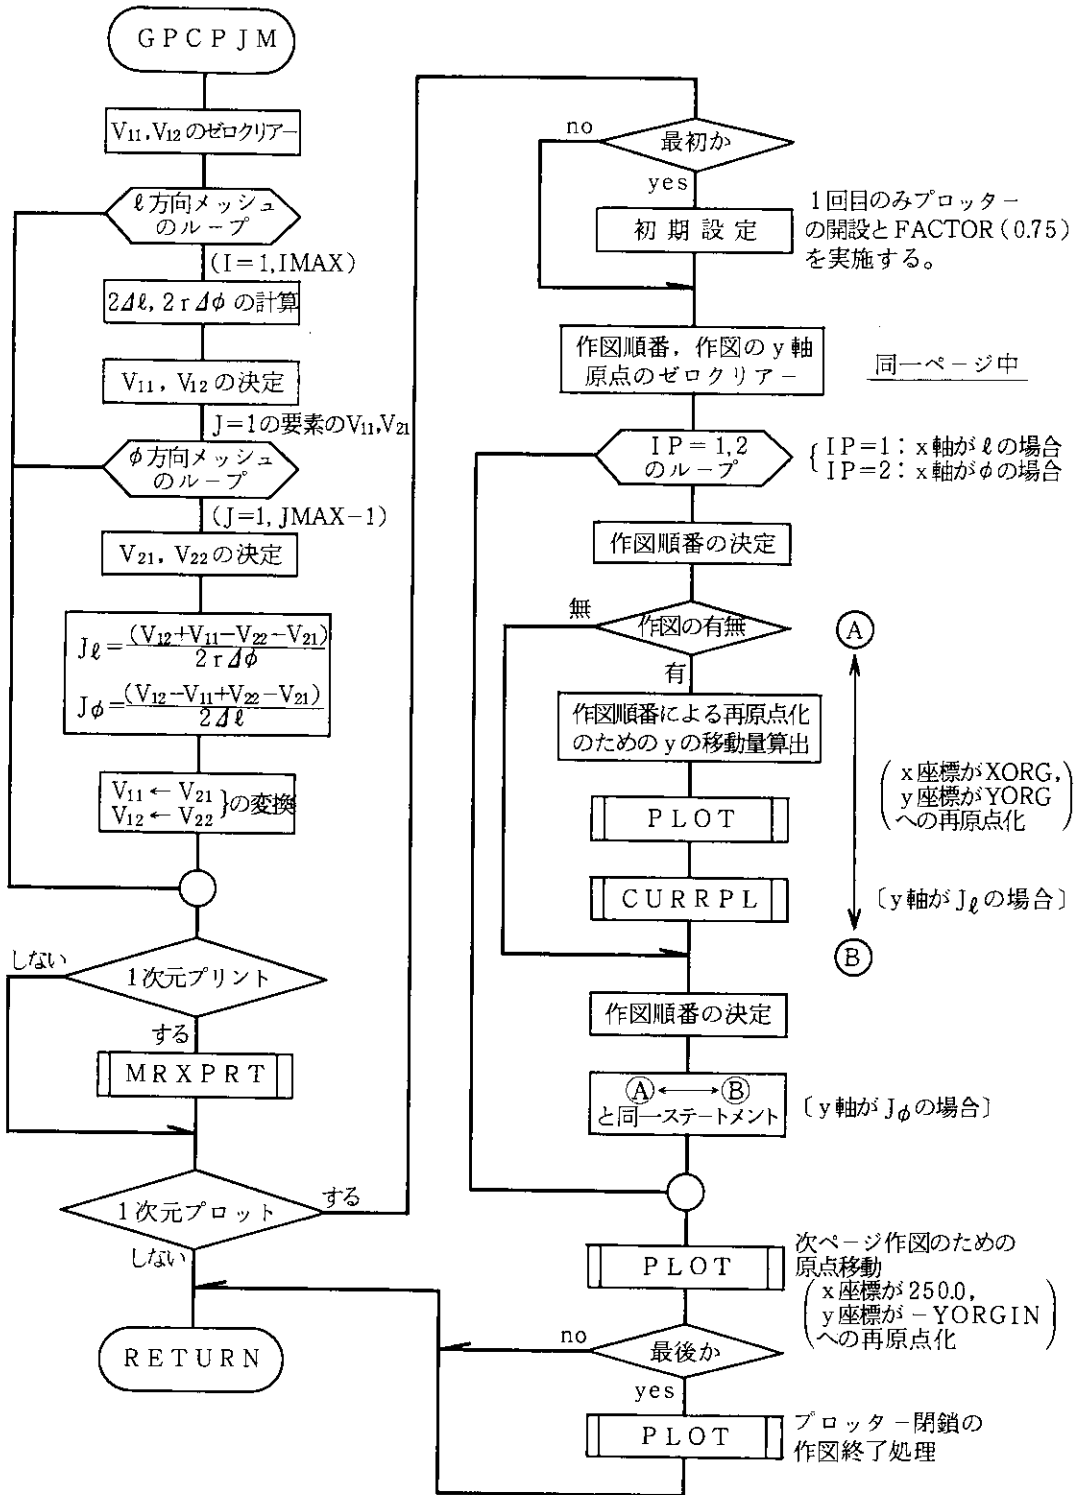 GPCPJM
V₁₁, V₁₂のゼロクリアー
ℓ方向メッシュ
のループ
(I=1, IMAX)
2Δℓ, 2rΔφの計算
V₁₁, V₁₂の決定
J=1の要素のV₁₁, V₂₁
φ方向メッシュ
のループ
(J=1, JMAX-1)
V₂₁, V₂₂の決定
Jℓ=(V₁₂+V₁₁-V₂₂-V₂₁)
2rΔφ
Jφ=(V₁₂-V₁₁+V₂₂-V₂₁)
2Δℓ
V₁₁ ← V₂₁
V₁₂ ← V₂₂
}の変換
しない
1次元プリント
する
MRXPRT
1次元プロット
する
しない
RETURN
no
最初か
yes
初期設定
1回目のみプロッター
の開設とFACTOR(0.75)
を実施する。
作図順番, 作図のy軸
原点のゼロクリアー
同一ページ中
IP=1,2
のループ
{IP=1: x軸がℓの場合
IP=2: x軸がφの場合
作図順番の決定
無
作図の有無
有
Ⓐ
作図順番による再原点化
のためのyの移動量算出
(x座標がXORG,
y座標がYORG
への再原点化)
PLOT
CURRPL
〔y軸がJℓの場合〕
Ⓑ
作図順番の決定
Ⓐ ←→ Ⓑ
と同一ステートメント
〔y軸がJφの場合〕
PLOT
次ページ作図のための
原点移動
(x座標が250.0,
y座標が-YORGIN
への再原点化)
no
最後か
yes
PLOT
プロッター閉鎖の
作図終了処理